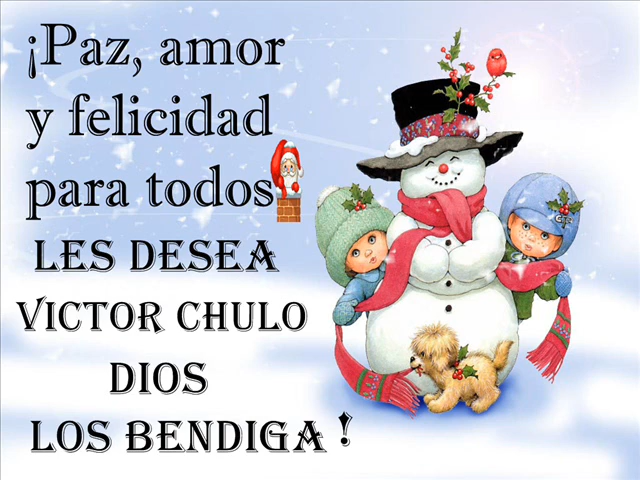 ¡Paz, amor
y felicidad
para todos
LES DESEA
VICTOR CHULO
DIOS
LOS BENDIGA !